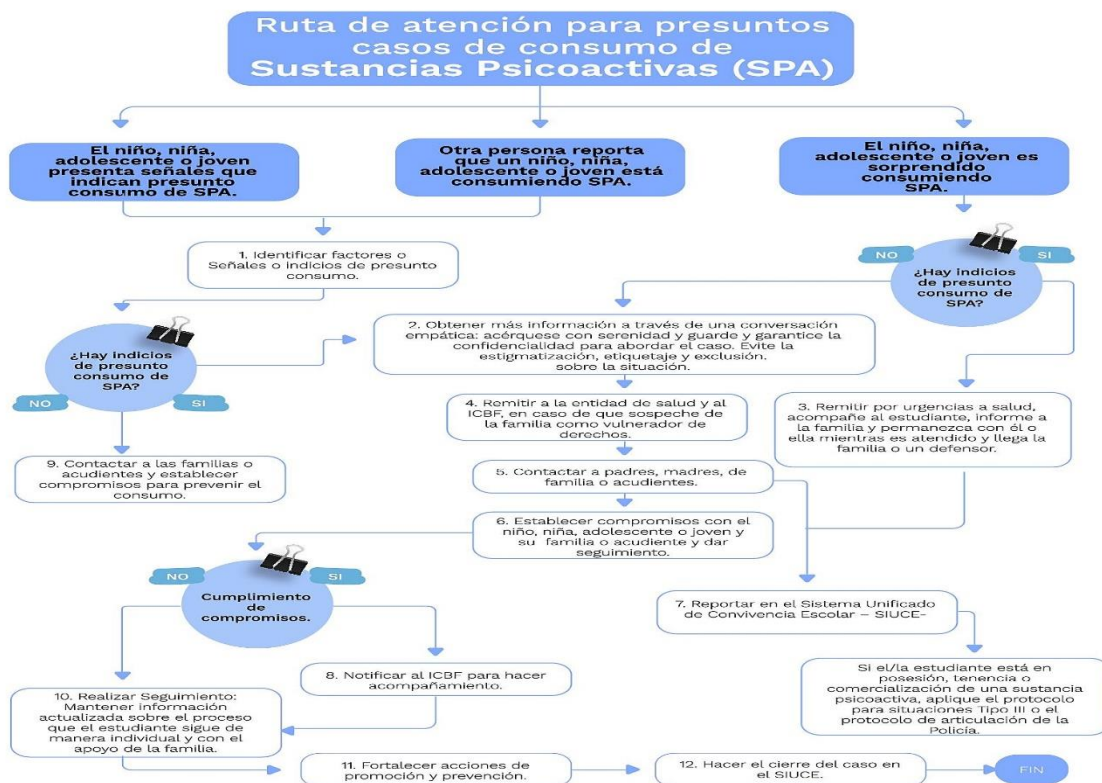 Ruta de atención para presuntos
casos de consumo de
Sustancias Psicoactivas (SPA)
El niño, niña,
adolescente o joven
presenta señales que
indican presunto
consumo de SPA.
Otra persona reporta
que un niño, niña,
adolescente o joven está
consumiendo SPA.
El niño, niña,
adolescente o joven es
sorprendido
consumiendo
SPA.
1. Identificar factores o
Señales o indicios de presunto
consumo.
NO
SI
¿Hay indicios
de presunto
consumo de
SPA?
2. Obtener más información a través de una conversación
empática: acérquese con serenidad y guarde y garantice la
confidencialidad para abordar el caso. Evite la
estigmatización, etiquetaje y exclusión.
sobre la situación.
¿Hay indicios
de presunto
consumo de
SPA?
NO
SI
4. Remitir a la entidad de salud y al
ICBF, en caso de que sospeche de
la familia como vulnerador de
derechos.
3. Remitir por urgencias a salud,
acompañe al estudiante, informe a
la familia y permanezca con él o
ella mientras es atendido y llega la
familia o un defensor.
9. Contactar a las familias o
acudientes y establecer
compromisos para prevenir el
consumo.
5. Contactar a padres, madres, de
familia o acudientes.
6. Establecer compromisos con el
niño, niña, adolescente o joven y
su familia o acudiente y dar
seguimiento.
NO
SI
Cumplimiento
de
compromisos.
7. Reportar en el Sistema Unificado
de Convivencia Escolar – SIUCE-
8. Notificar al ICBF para hacer
acompañamiento.
Si el/la estudiante está en
posesión, tenencia o
comercialización de una sustancia
psicoactiva, aplique el protocolo
para situaciones Tipo III o el
protocolo de articulación de la
Policía.
10. Realizar Seguimiento:
Mantener información
actualizada sobre el proceso
que el estudiante sigue de
manera individual y con el
apoyo de la familia.
11. Fortalecer acciones de
promoción y prevención.
12. Hacer el cierre del caso en
el SIUCE.
FIN